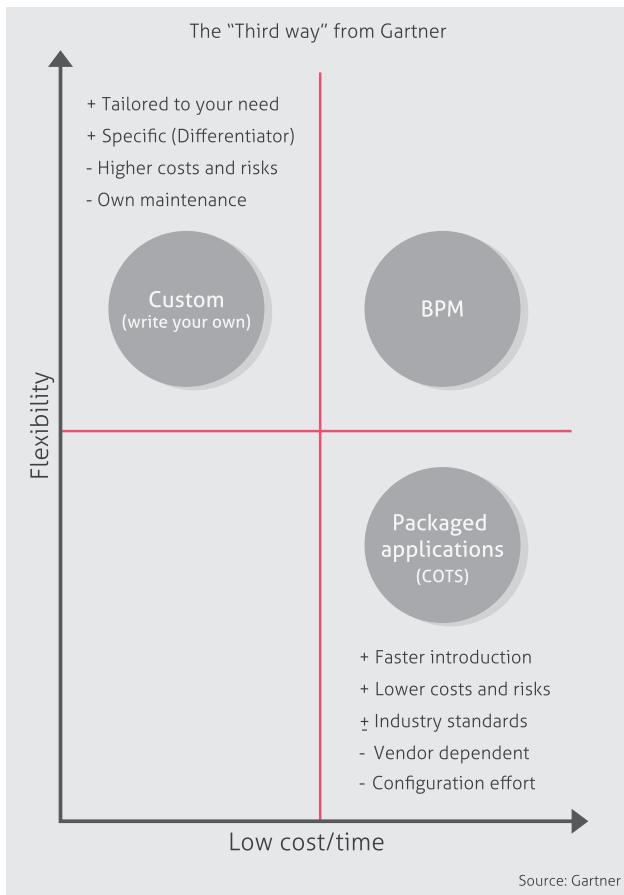 The “Third way” from Gartner
+ Tailored to your need
+ Specific (Differentiator)
- Higher costs and risks
- Own maintenance
Custom
(write your own)
BPM
Flexibility
Packaged
applications
(COTS)
+ Faster introduction
+ Lower costs and risks
± Industry standards
- Vendor dependent
- Configuration effort
Low cost/time
Source: Gartner